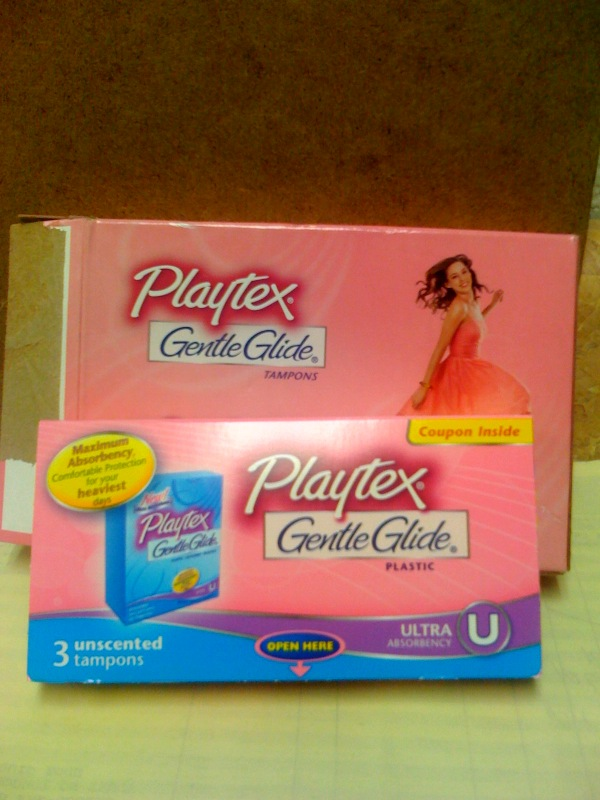 Playtex®
Gentle Glide®
TAMPONS
Coupon Inside
Maximum
Absorbency,
Comfortable Protection
for your
heaviest
days
Playtex®
Gentle Glide®
PLASTIC
New!
Playtex
Gentle Glide
U
ULTRA
ABSORBENCY
U
3 unscented
tampons
OPEN HERE